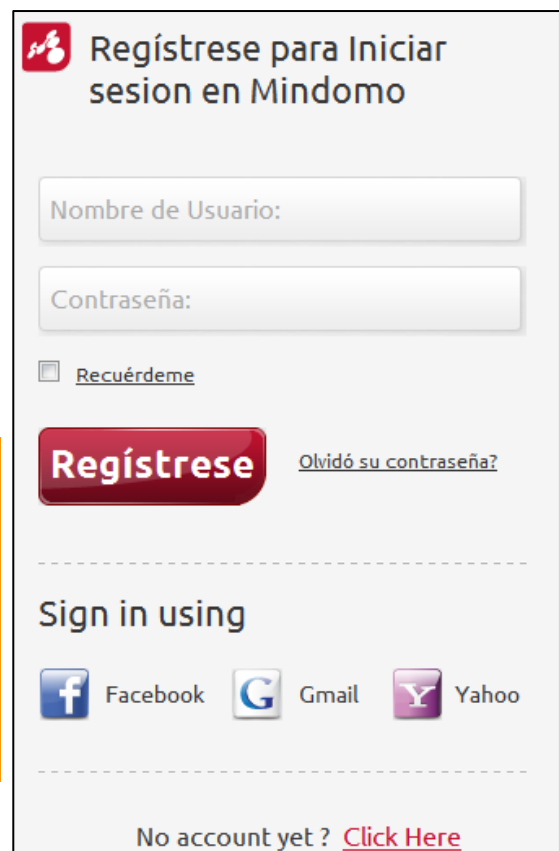 Regístrese para Iniciar
sesion en Mindomo
Nombre de Usuario:
Contraseña:
Recuérdeme
Regístrese
Olvidó su contraseña?
Sign in using
Facebook
Gmail
Yahoo
No account yet ? Click Here